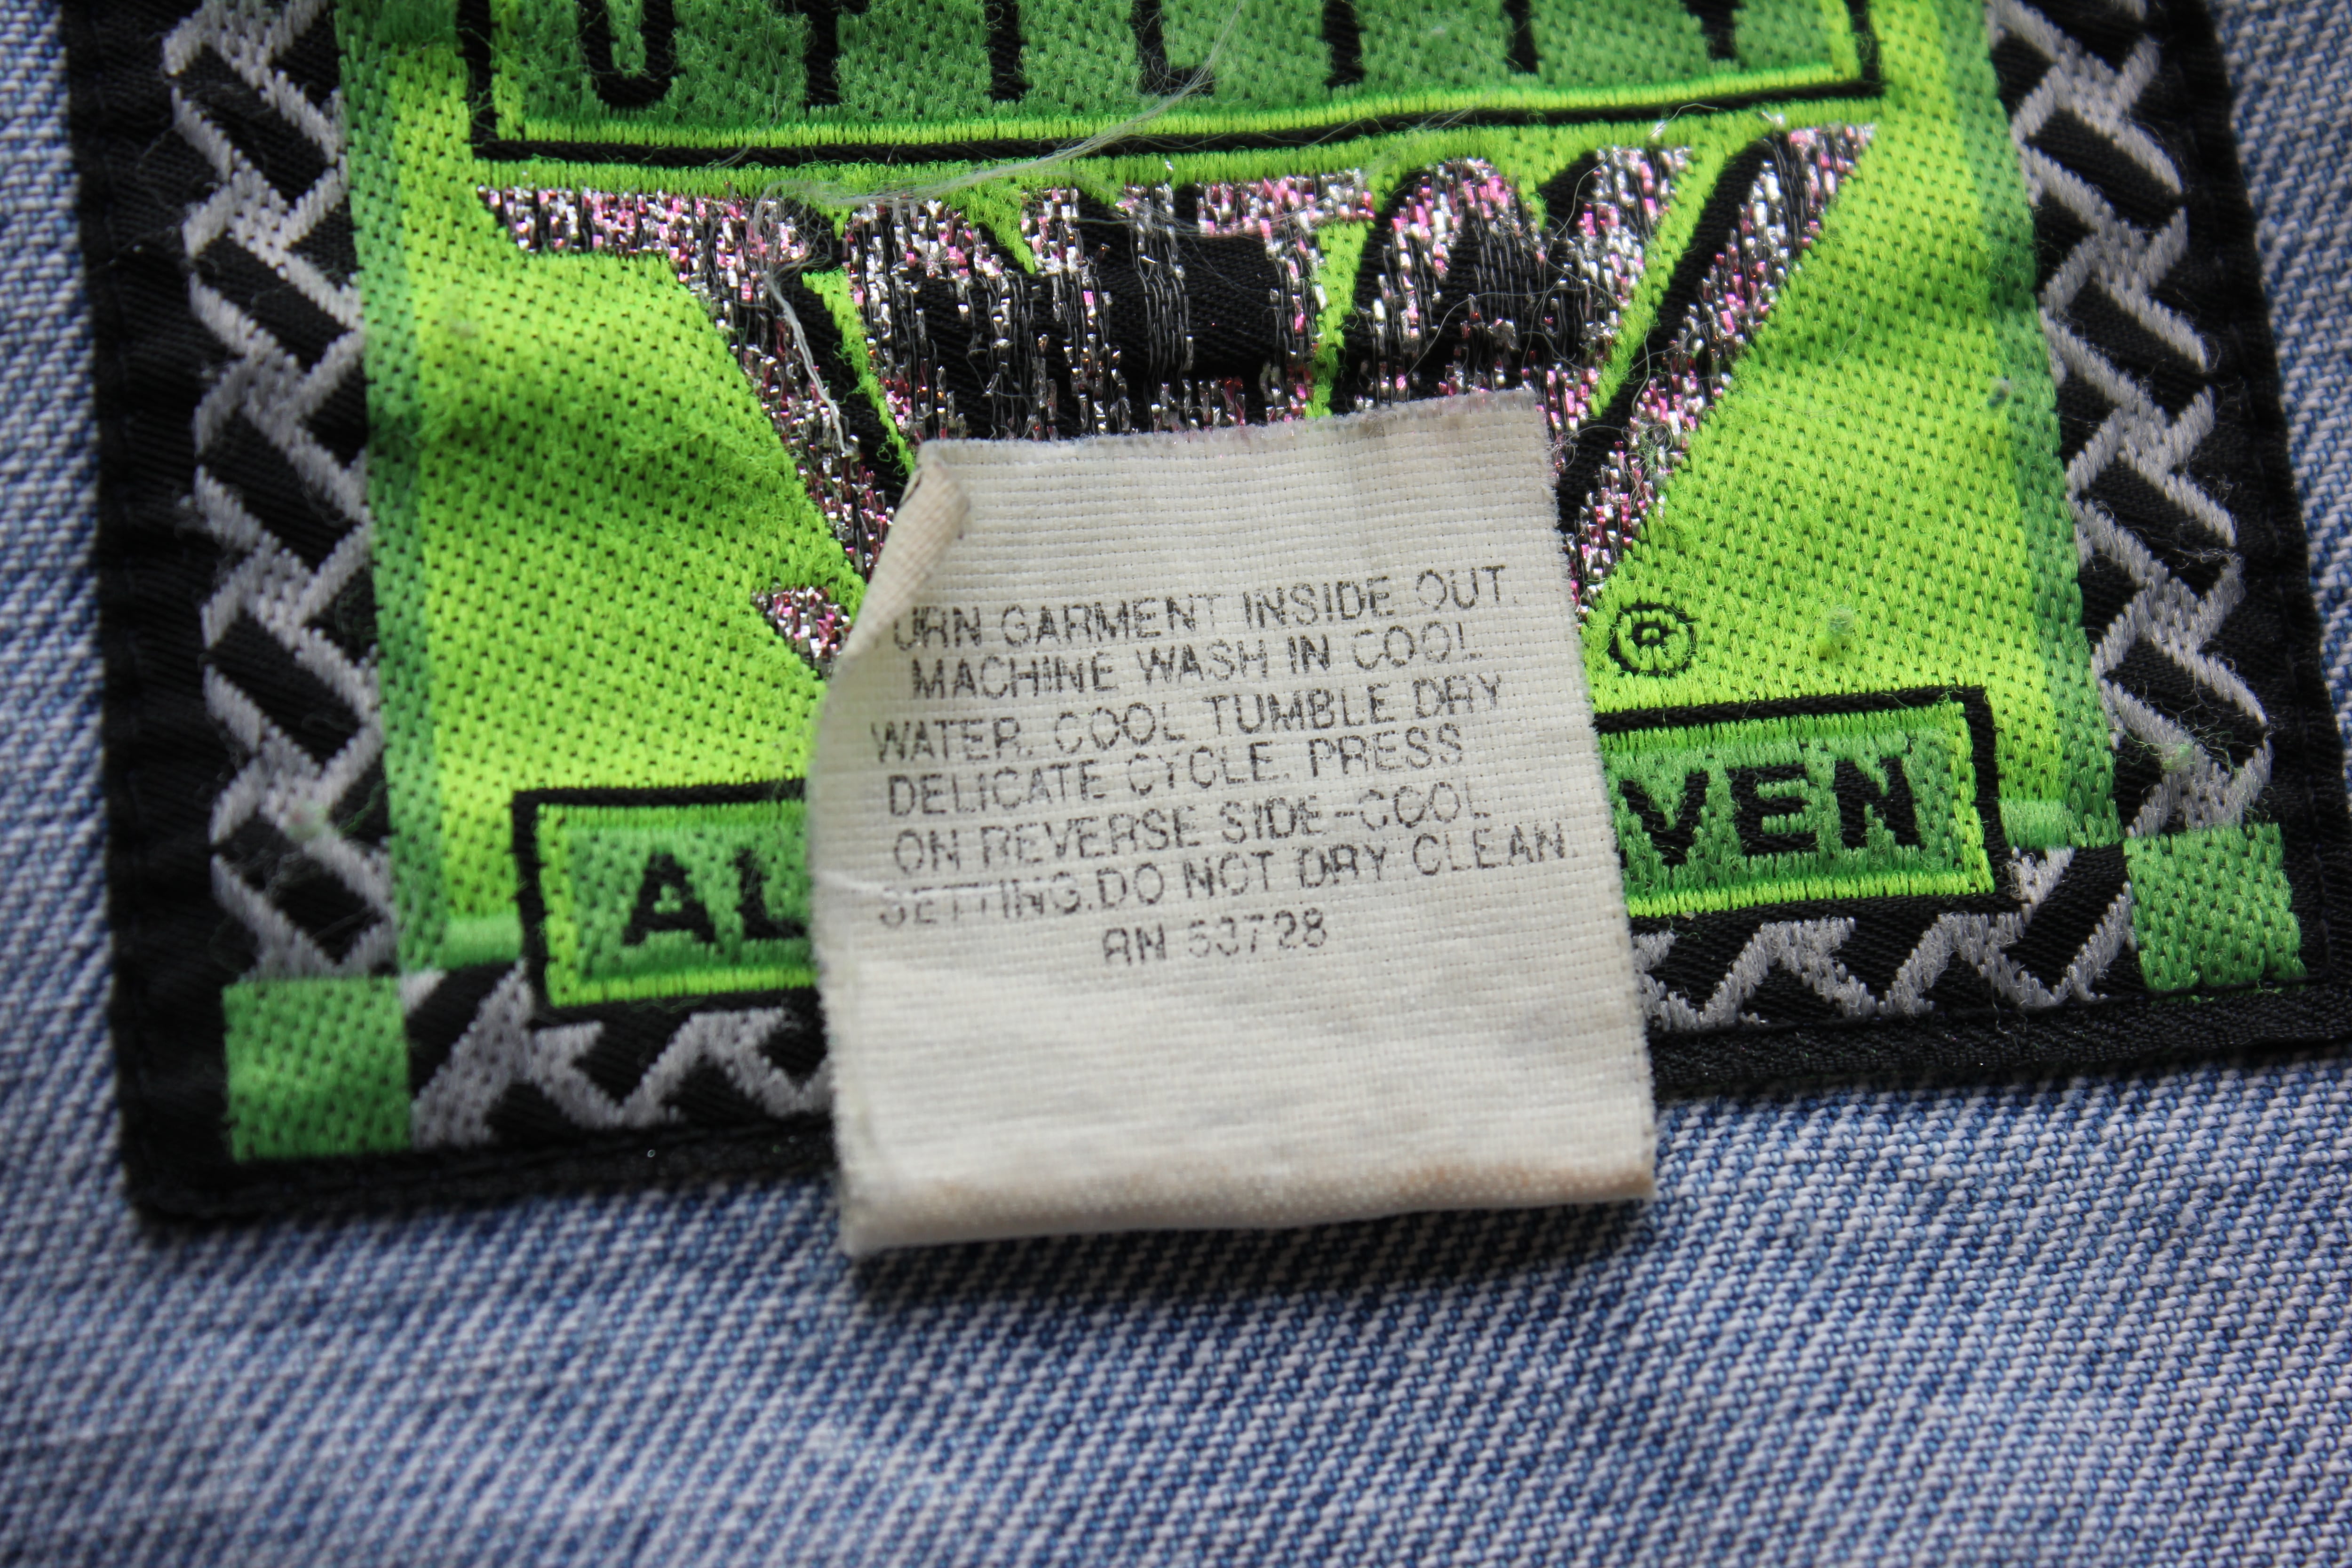 URN GARMENT INSIDE OUT.
MACHINE WASH IN COOL
WATER. COOL TUMBLE DRY
DELICATE CYCLE. PRESS
ON REVERSE SIDE-COOL
SETTING.DO NOT DRY CLEAN.
RN 53728
®
AL
VEN